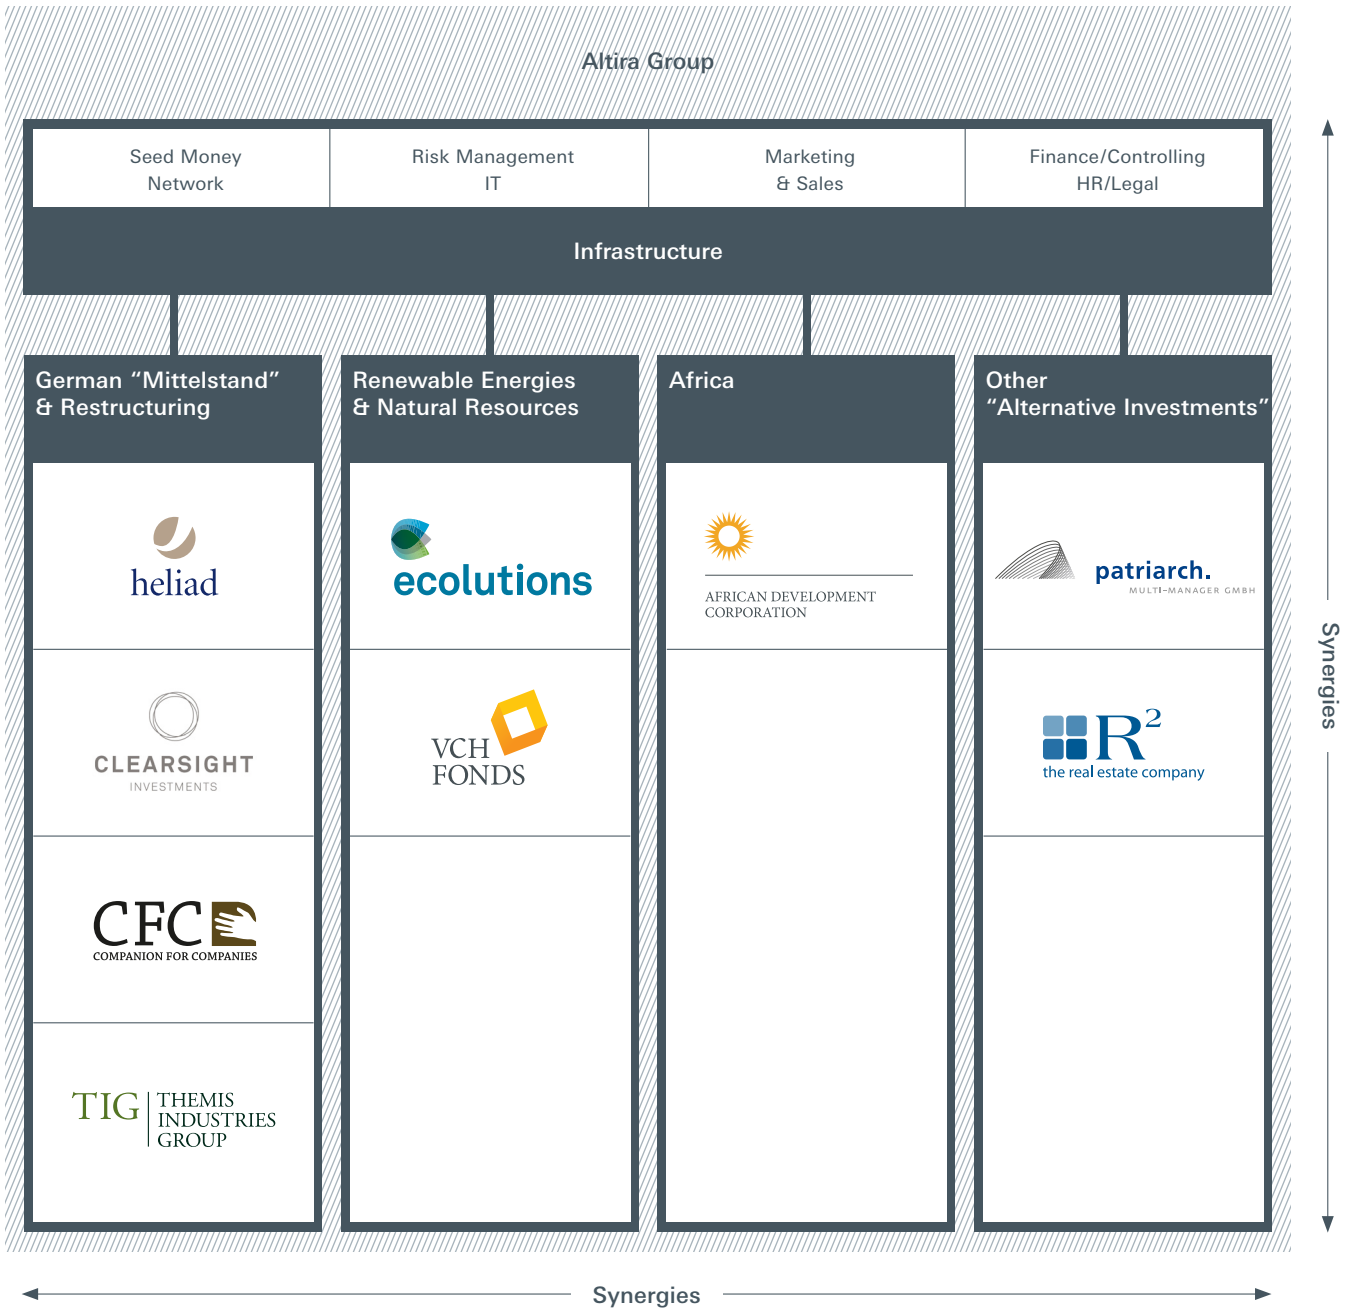 Altira Group
Seed Money
Network
Risk Management
IT
Marketing
& Sales
Finance/Controlling
HR/Legal
Infrastructure
German “Mittelstand”
& Restructuring
heliad
CLEARSIGHT
INVESTMENTS
CFC
COMPANION FOR COMPANIES
TIG
THEMIS
INDUSTRIES
GROUP
Renewable Energies
& Natural Resources
ecolutions
VCH
FONDS
Africa
AFRICAN DEVELOPMENT
CORPORATION
Other
“Alternative Investments”
patriarch.
MULTI-MANAGER GMBH
R²
the real estate company
Synergies
Synergies